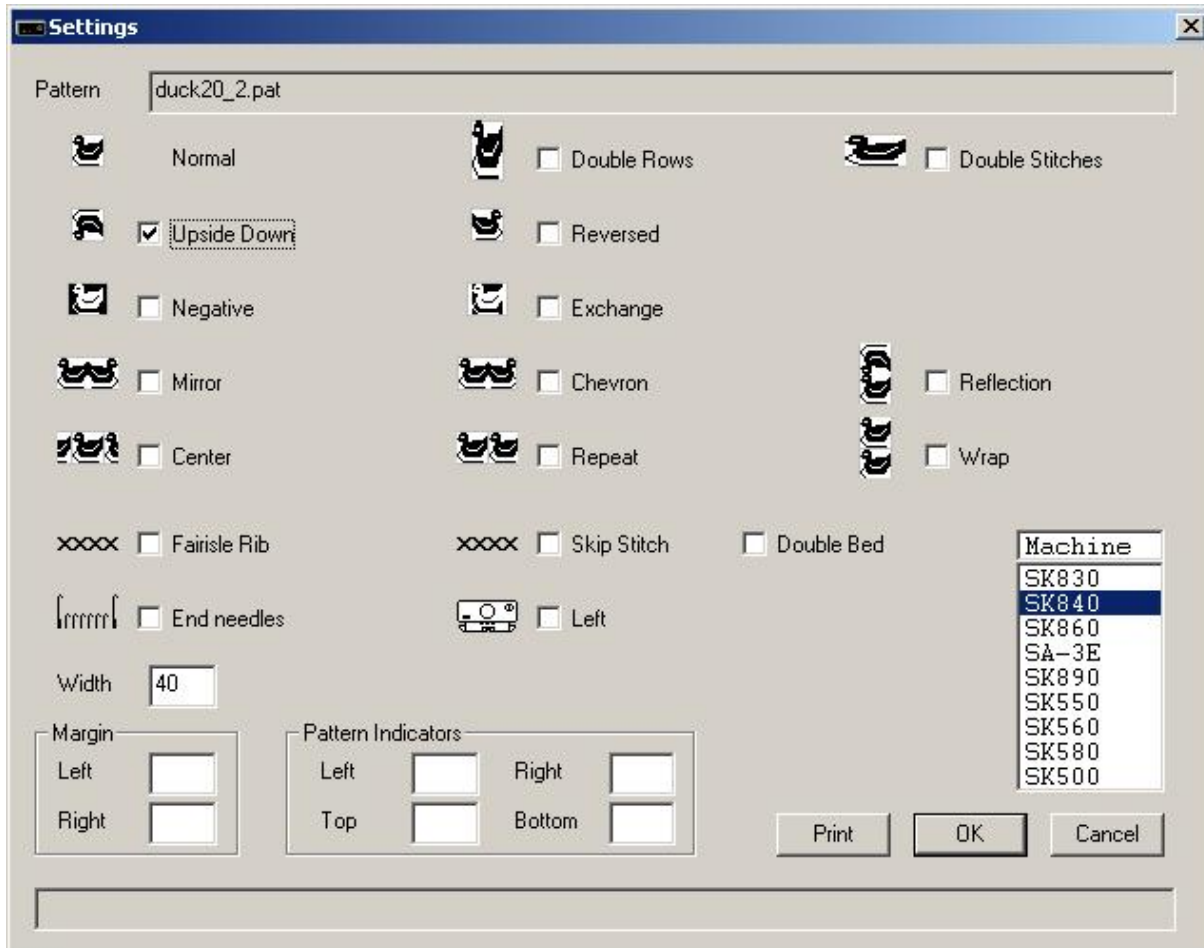 Settings
Pattern duck20_2.pat
Normal Double Rows Double Stitches
Upside Down Reversed
Negative Exchange
Mirror Chevron Reflection
Center Repeat Wrap
Fairisle Rib Skip Stitch Double Bed Machine
SK830
SK840
End needles Left SK860
SA-3E
Width 40 SK890
SK550
Margin Pattern Indicators SK560
Left Left Right SK580
SK500
Right Top Bottom Print OK Cancel